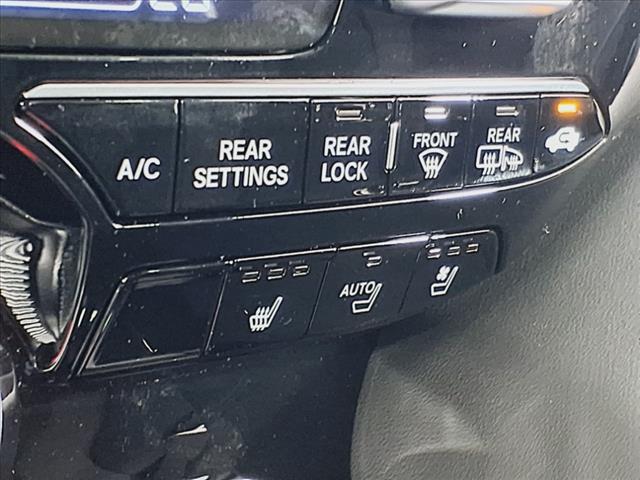 A/C
REAR
SETTINGS
REAR
LOCK
FRONT
REAR
AUTO